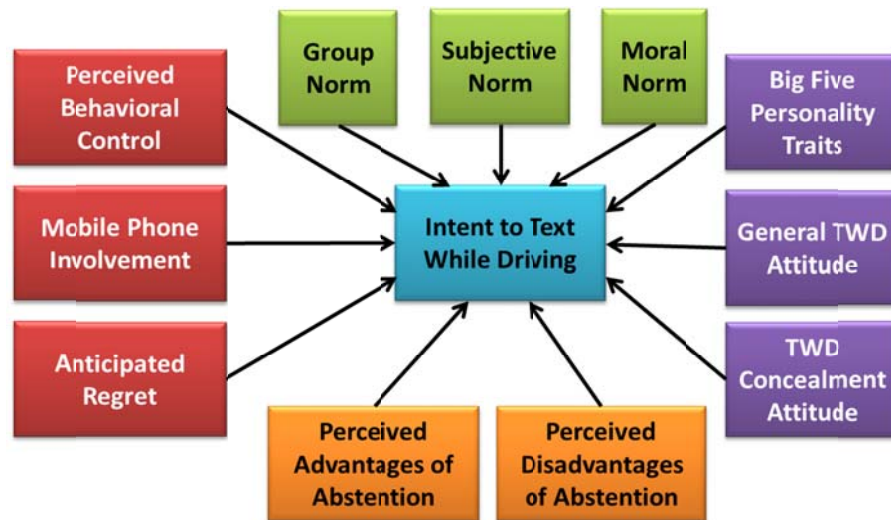 Perceived
Behavioral
Control
Group
Norm
Subjective
Norm
Moral
Norm
Big Five
Personality
Traits
Mobile Phone
Involvement
Intent to Text
While Driving
General TWD
Attitude
Anticipated
Regret
TWD
Concealment
Attitude
Perceived
Advantages of
Abstention
Perceived
Disadvantages
of Abstention